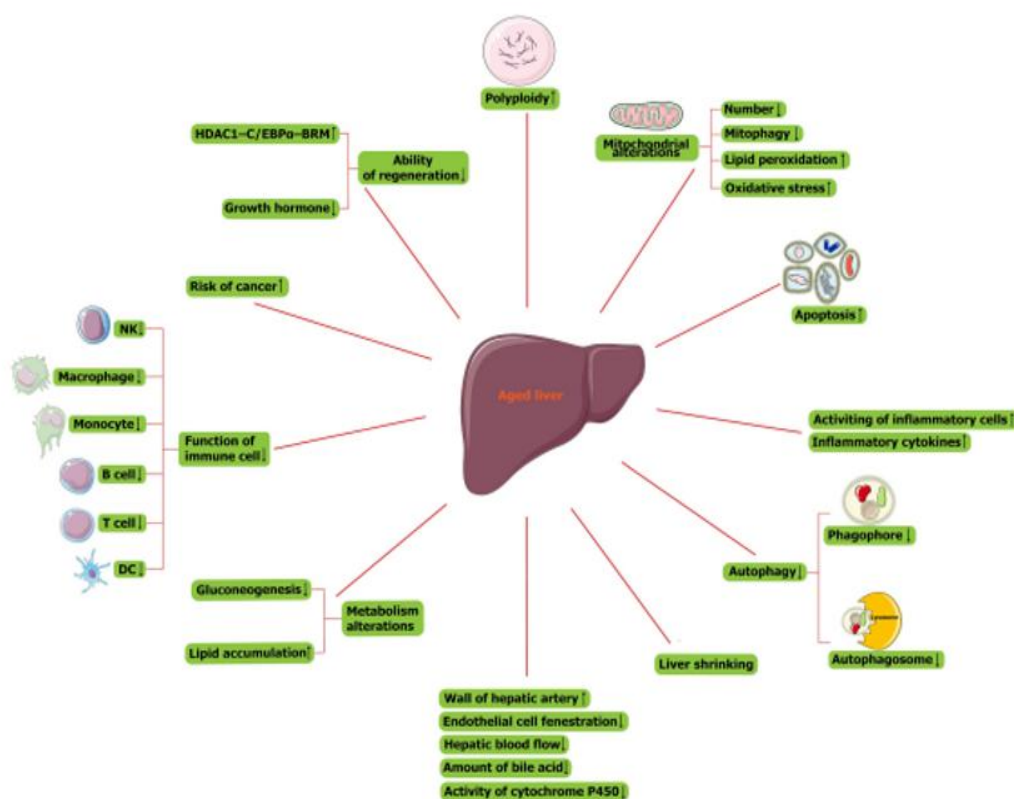 Polyploidy↑
HDAC1–C/EBPα–BRM↑
Ability
of regeneration↓
Growth hormone↓
Mitochondrial
alterations
Number↓
Mitophagy↓
Lipid peroxidation↑
Oxidative stress↑
Risk of cancer↑
Apoptosis↑
Aged liver
NK↓
Macrophage↓
Monocyte↓
B cell↓
T cell↓
DC↓
Function of
immune cell↓
Activiting of inflammatory cells↑
Inflammatory cytokines↑
Phagophore↓
Autophagy↓
Lysosome
Autophagosome↓
Gluconeogenesis↓
Lipid accumulation↑
Metabolism
alterations
Liver shrinking
Wall of hepatic artery↑
Endothelial cell fenestration↓
Hepatic blood flow↓
Amount of bile acid↓
Activity of cytochrome P450↓